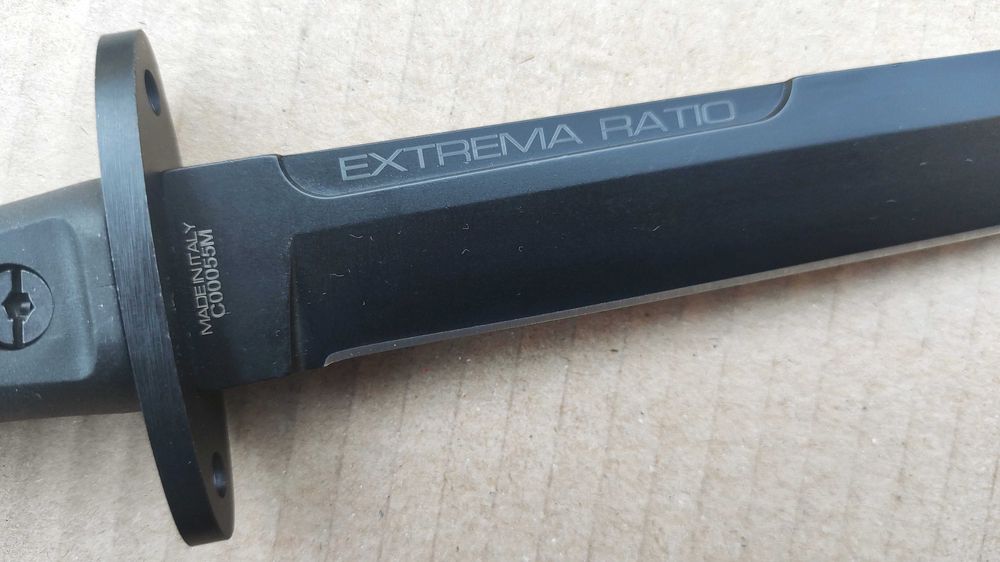 EXTREMA RATIO
MADE IN ITALY
C00055M